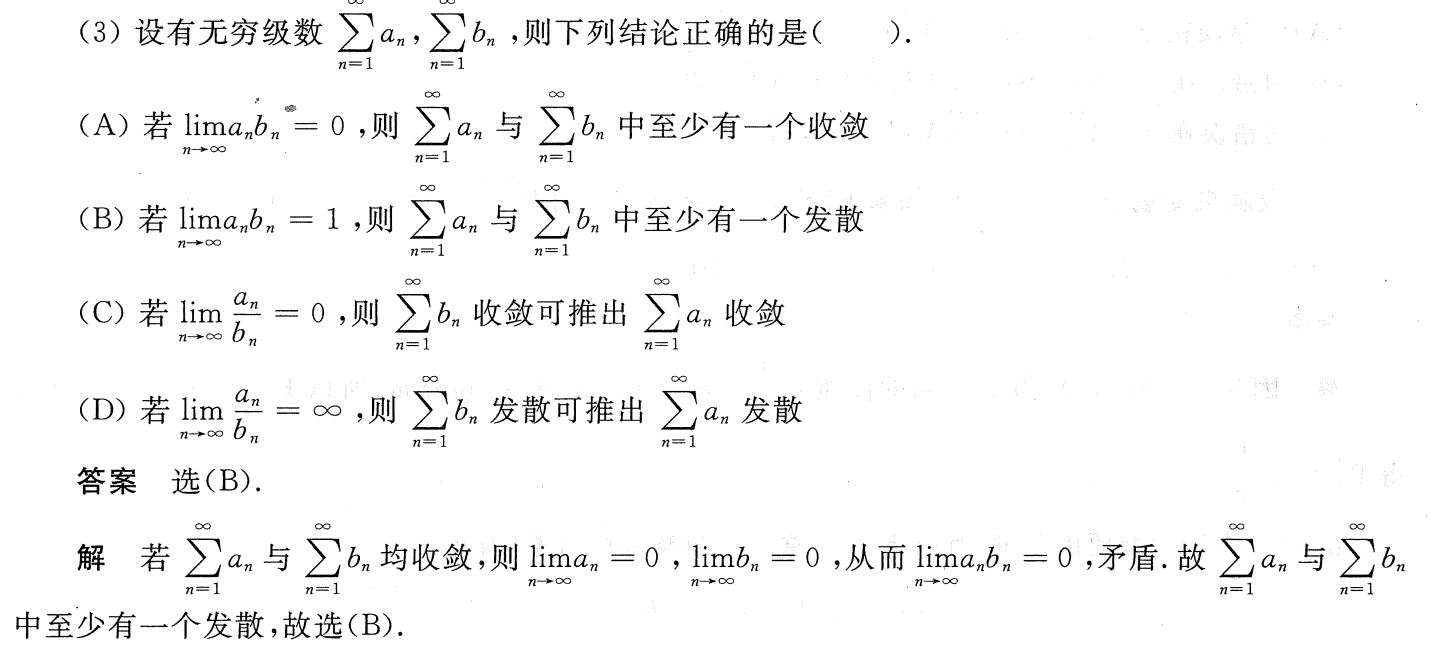 (3) 设有无穷级数 $\sum_{n=1}^{\infty} a_n, \sum_{n=1}^{\infty} b_n$ ,则下列结论正确的是(  ).
(A) 若 $\lim_{n\to\infty} a_n b_n = 0$ ,则 $\sum_{n=1}^{\infty} a_n$ 与 $\sum_{n=1}^{\infty} b_n$ 中至少有一个收敛
(B) 若 $\lim_{n\to\infty} a_n b_n = 1$ ,则 $\sum_{n=1}^{\infty} a_n$ 与 $\sum_{n=1}^{\infty} b_n$ 中至少有一个发散
(C) 若 $\lim_{n\to\infty} \frac{a_n}{b_n} = 0$ ,则 $\sum_{n=1}^{\infty} b_n$ 收敛可推出 $\sum_{n=1}^{\infty} a_n$ 收敛
(D) 若 $\lim_{n\to\infty} \frac{a_n}{b_n} = \infty$ ,则 $\sum_{n=1}^{\infty} b_n$ 发散可推出 $\sum_{n=1}^{\infty} a_n$ 发散
答案 选(B).
解 若 $\sum_{n=1}^{\infty} a_n$ 与 $\sum_{n=1}^{\infty} b_n$ 均收敛,则 $\lim_{n\to\infty} a_n = 0$ , $\lim_{n\to\infty} b_n = 0$ ,从而 $\lim_{n\to\infty} a_n b_n = 0$ ,矛盾. 故 $\sum_{n=1}^{\infty} a_n$ 与 $\sum_{n=1}^{\infty} b_n$
中至少有一个发散,故选(B).